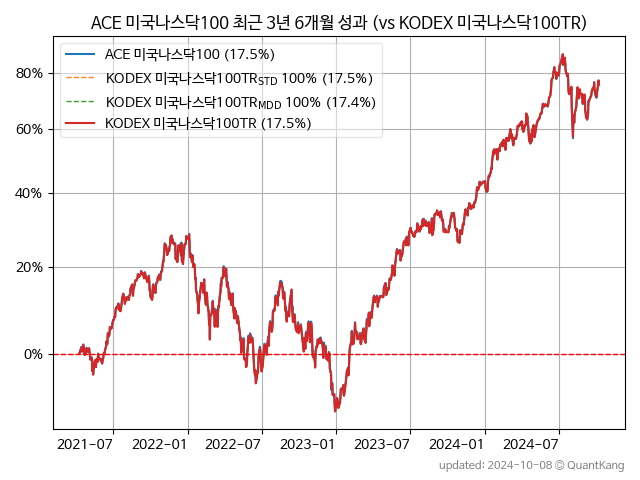 ACE 미국나스닥100 최근 3년 6개월 성과 (vs KODEX 미국나스닥100TR)
ACE 미국나스닥100 (17.5%)
KODEX 미국나스닥100TR_STD 100% (17.5%)
KODEX 미국나스닥100TR_MDD 100% (17.4%)
KODEX 미국나스닥100TR (17.5%)
80%
60%
40%
20%
0%
2021-07 2022-01 2022-07 2023-01 2023-07 2024-01 2024-07
updated: 2024-10-08 © QuantKang